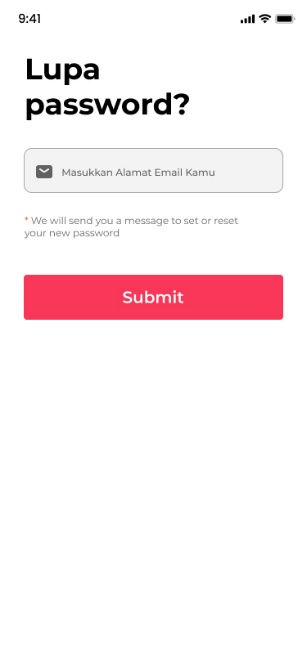 9:41
Lupa
password?
Masukkan Alamat Email Kamu
* We will send you a message to set or reset
your new password
Submit